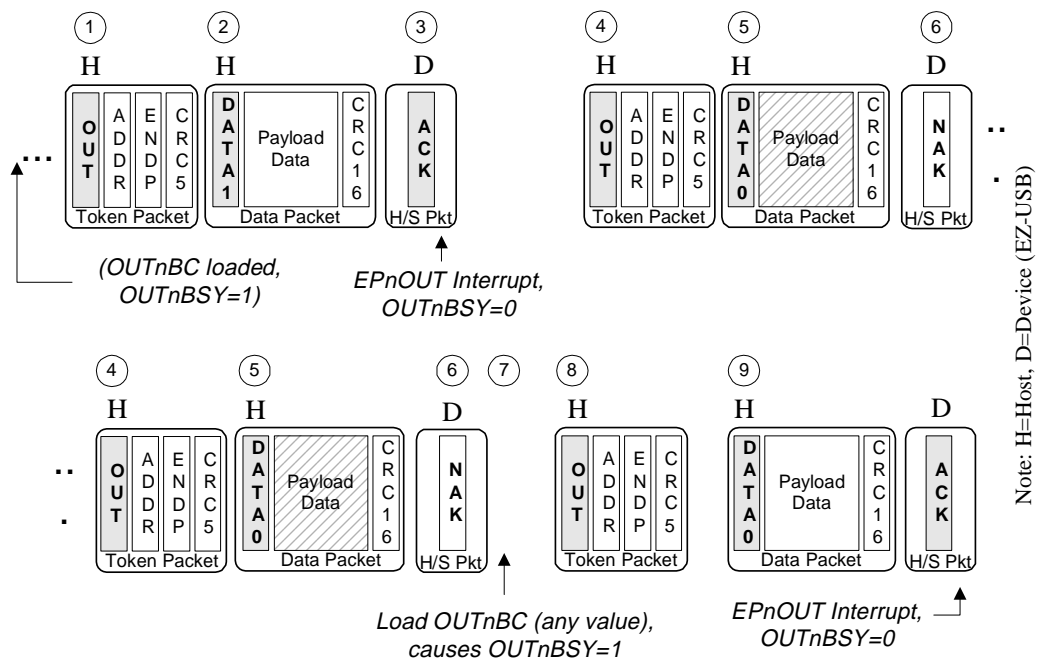 1 2 3 4 5 6
H H D H H D
OUT ADDR ENDP CRC5 DATA1 Payload Data CRC16 ACK OUT ADDR ENDP CRC5 DATA0 Payload Data CRC16 NAK ..
...
.
Token Packet Data Packet H/S Pkt Token Packet Data Packet H/S Pkt
(OUTnBC loaded,
OUTnBSY=1)
EPnOUT Interrupt,
OUTnBSY=0
4 5 6 7 8 9
H H D H H D
.. OUT ADDR ENDP CRC5 DATA0 Payload Data CRC16 NAK OUT ADDR ENDP CRC5 DATA0 Payload Data CRC16 ACK
.
Token Packet Data Packet H/S Pkt Token Packet Data Packet H/S Pkt
Load OUTnBC (any value),
causes OUTnBSY=1
EPnOUT Interrupt,
OUTnBSY=0
Note: H=Host, D=Device (EZ-USB)